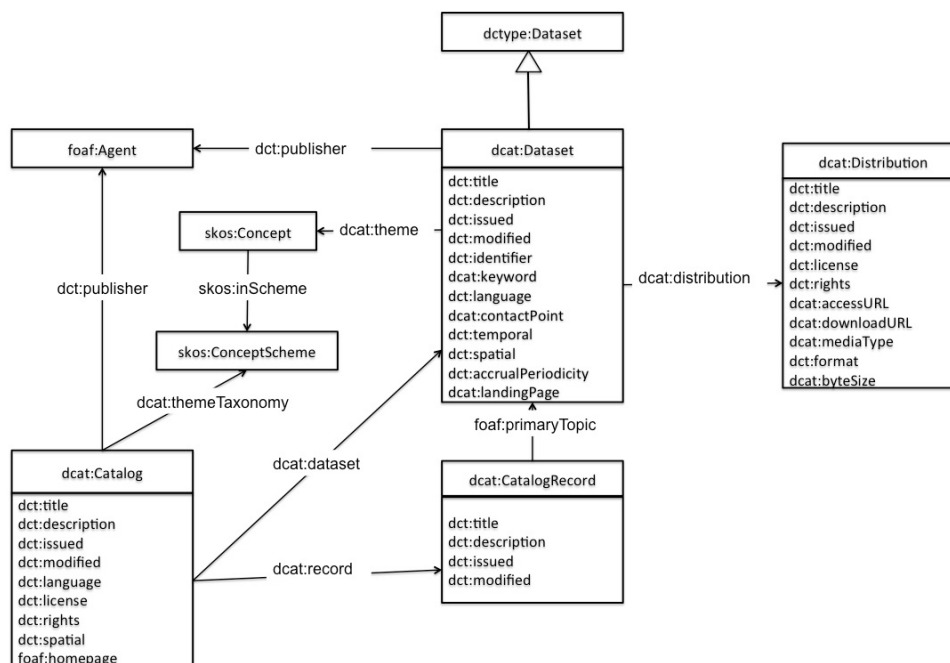 dctype:Dataset
foaf:Agent
dct:publisher
dcat:Dataset
dct:title
dct:description
dct:issued
dct:modified
dct:identifier
dcat:keyword
dct:language
dcat:contactPoint
dct:temporal
dct:spatial
dct:accrualPeriodicity
dcat:landingPage
dcat:Distribution
dct:title
dct:description
dct:issued
dct:modified
dct:license
dct:rights
dcat:accessURL
dcat:downloadURL
dcat:mediaType
dct:format
dcat:byteSize
skos:Concept
dcat:theme
dcat:distribution
dct:publisher
skos:inScheme
skos:ConceptScheme
dcat:themeTaxonomy
foaf:primaryTopic
dcat:dataset
dcat:Catalog
dct:title
dct:description
dct:issued
dct:modified
dct:language
dct:license
dct:rights
dct:spatial
foaf:homepage
dcat:record
dcat:CatalogRecord
dct:title
dct:description
dct:issued
dct:modified